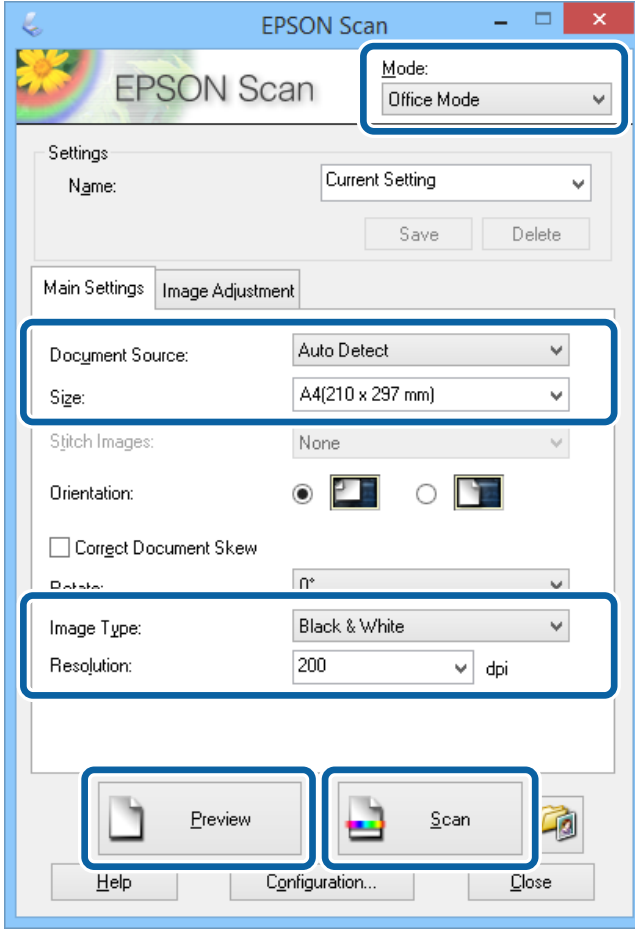 EPSON Scan
EPSON Scan
Mode:
Office Mode
Settings
Name:
Current Setting
Save
Delete
Main Settings
Image Adjustment
Document Source:
Auto Detect
Size:
A4(210 x 297 mm)
Stitch Images:
None
Orientation:
Correct Document Skew
Rotate:
0°
Image Type:
Black & White
Resolution:
200
dpi
Preview
Scan
Help
Configuration...
Close